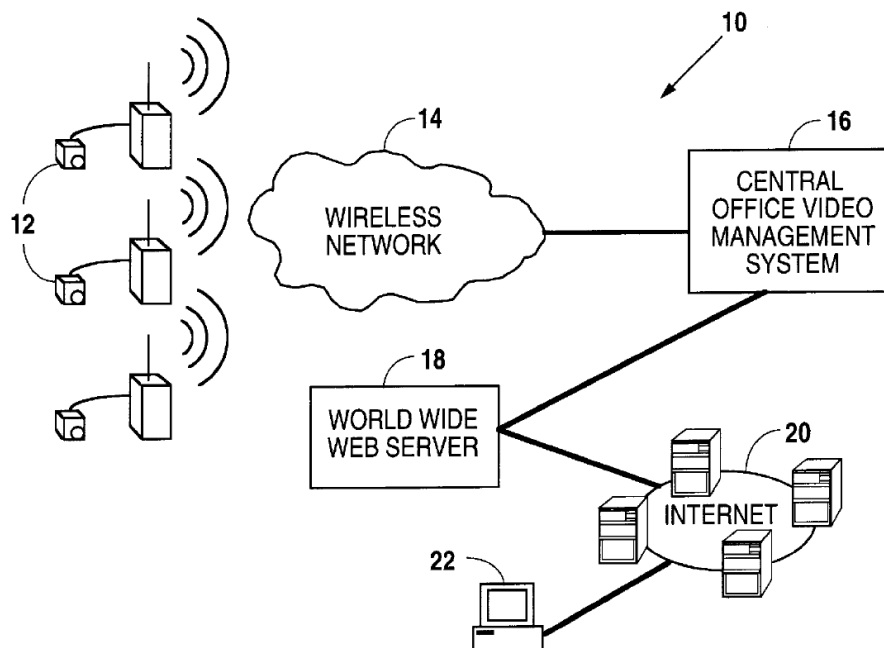 10
14
16
12
WIRELESS
NETWORK
CENTRAL
OFFICE VIDEO
MANAGEMENT
SYSTEM
18
WORLD WIDE
WEB SERVER
20
INTERNET
22